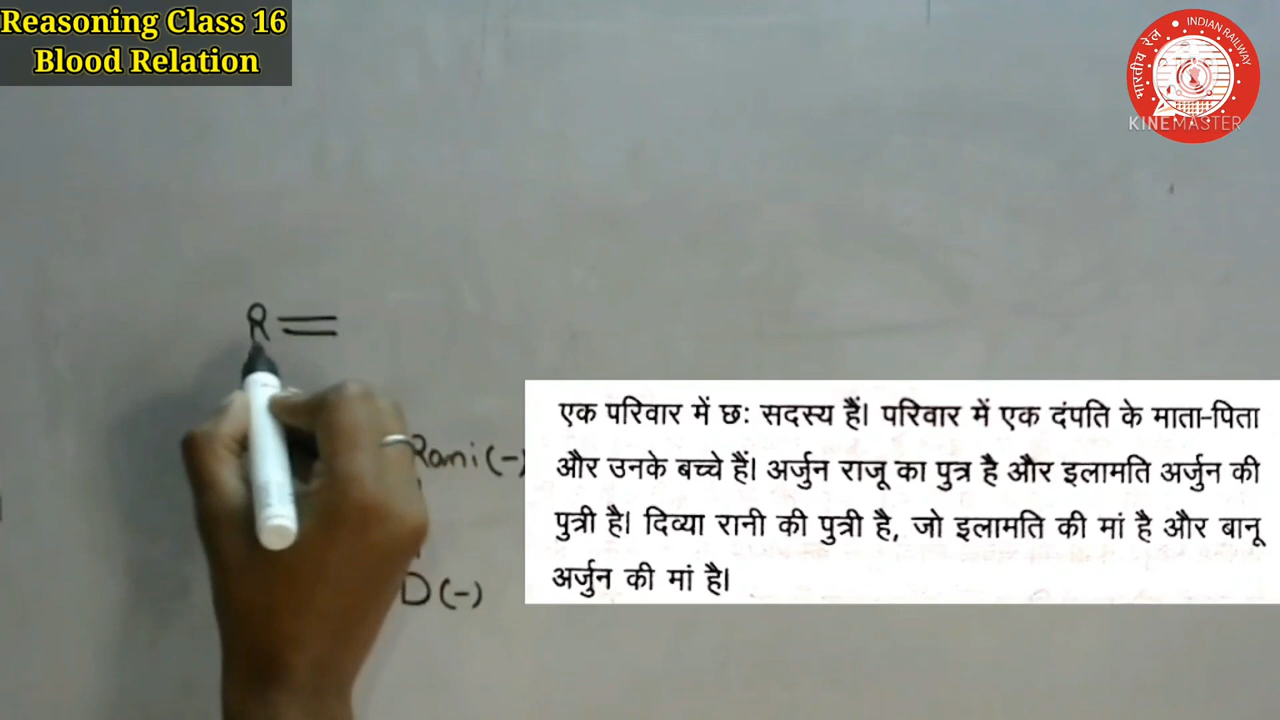 Reasoning Class 16
Blood Relation
भारतीय रेल
INDIAN RAILWAY
KINEMASTER
R =
Rani (-)
D (-)
एक परिवार में छः सदस्य हैं। परिवार में एक दंपति के माता-पिता
और उनके बच्चे हैं। अर्जुन राजू का पुत्र है और इलामति अर्जुन की
पुत्री है। दिव्या रानी की पुत्री है, जो इलामति की मां है और बानू
अर्जुन की मां है।